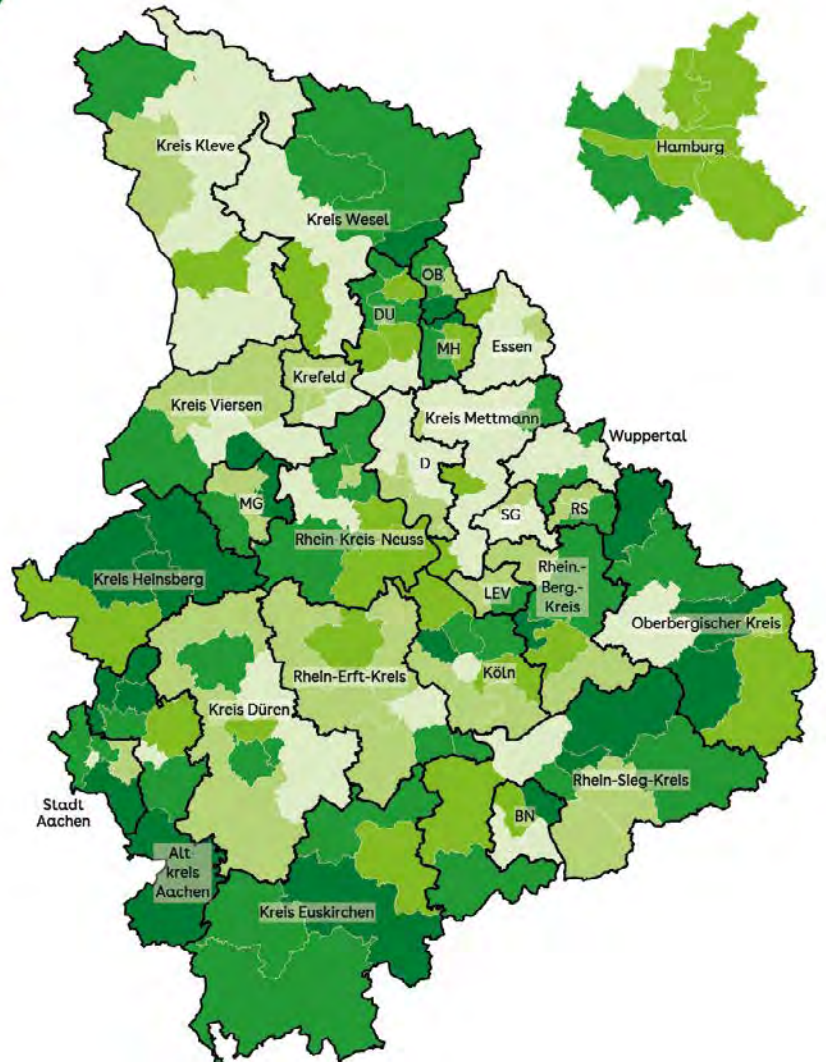 Kreis Kleve
Hamburg
Kreis Wesel
OB
DU
MH
Essen
Krefeld
Kreis Viersen
Kreis Mettmann
Wuppertal
D
MG
SG
RS
Rhein-Kreis-Neuss
Kreis Heinsberg
LEV
Rhein.-
Berg.-
Kreis
Oberbergischer Kreis
Rhein-Erft-Kreis
Köln
Kreis Düren
Rhein-Sieg-Kreis
Stadt
Aachen
BN
Alt
kreis
Aachen
Kreis Euskirchen